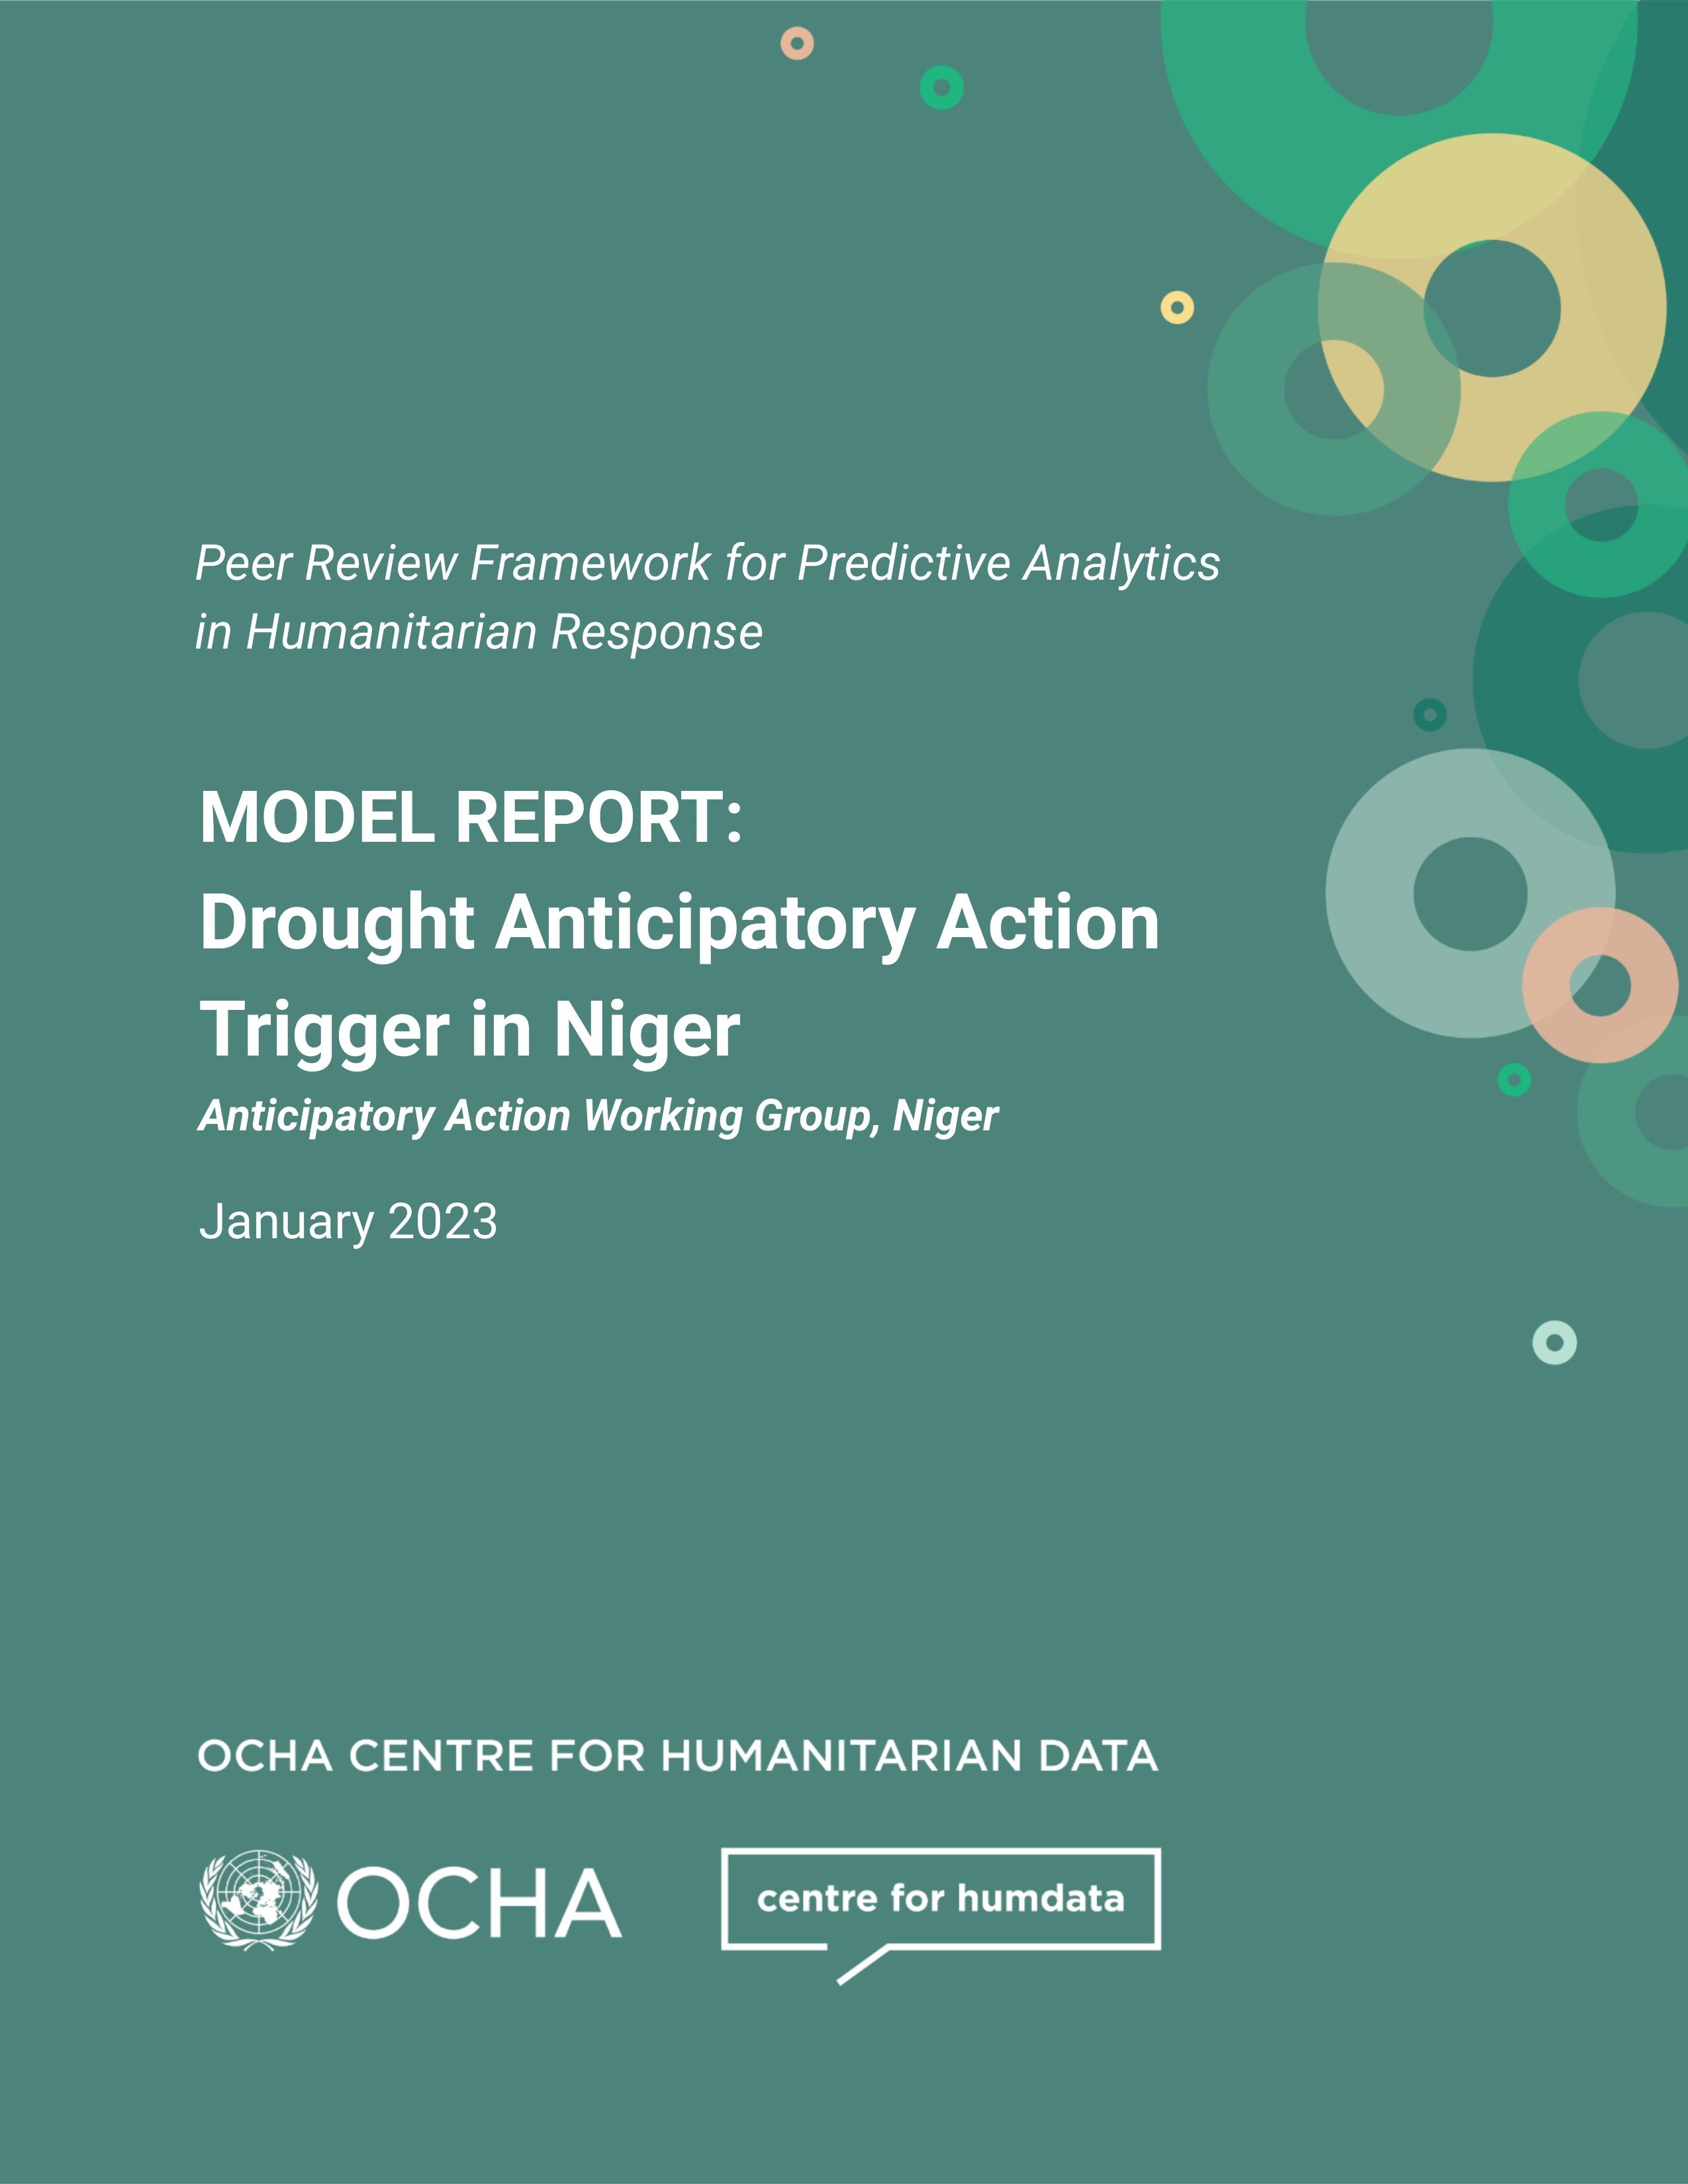 Peer Review Framework for Predictive Analytics
in Humanitarian Response
MODEL REPORT:
Drought Anticipatory Action
Trigger in Niger
Anticipatory Action Working Group, Niger
January 2023
OCHA CENTRE FOR HUMANITARIAN DATA
OCHA
centre for humdata